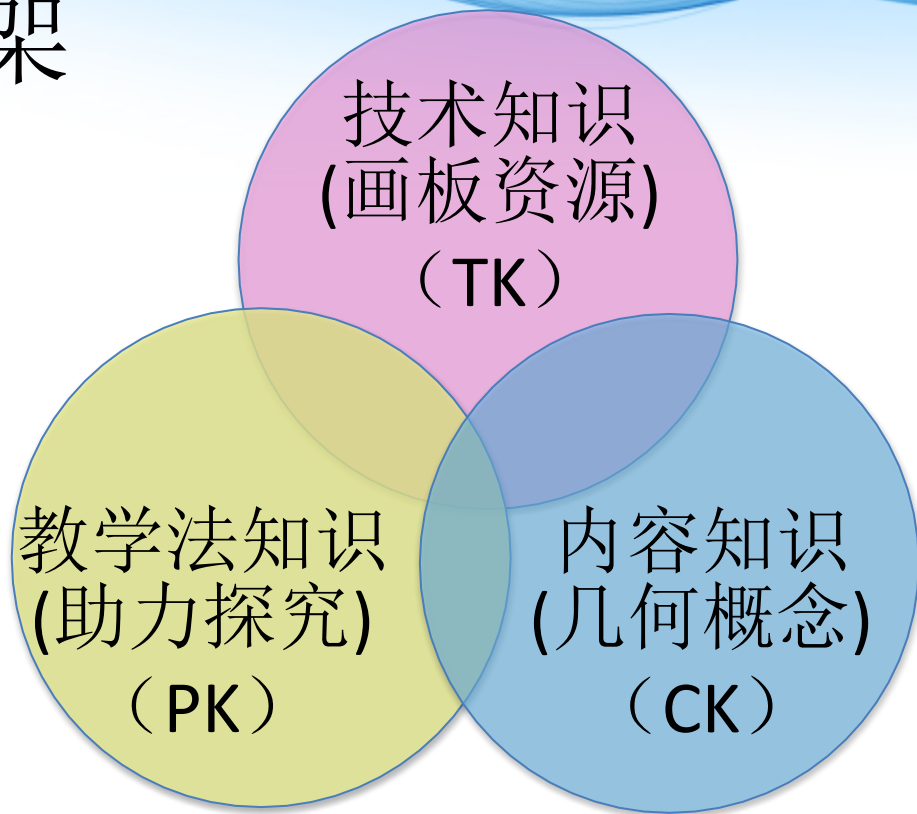 架
技术知识
(画板资源)
（TK）
教学法知识
(助力探究)
（PK）
内容知识
(几何概念)
（CK）